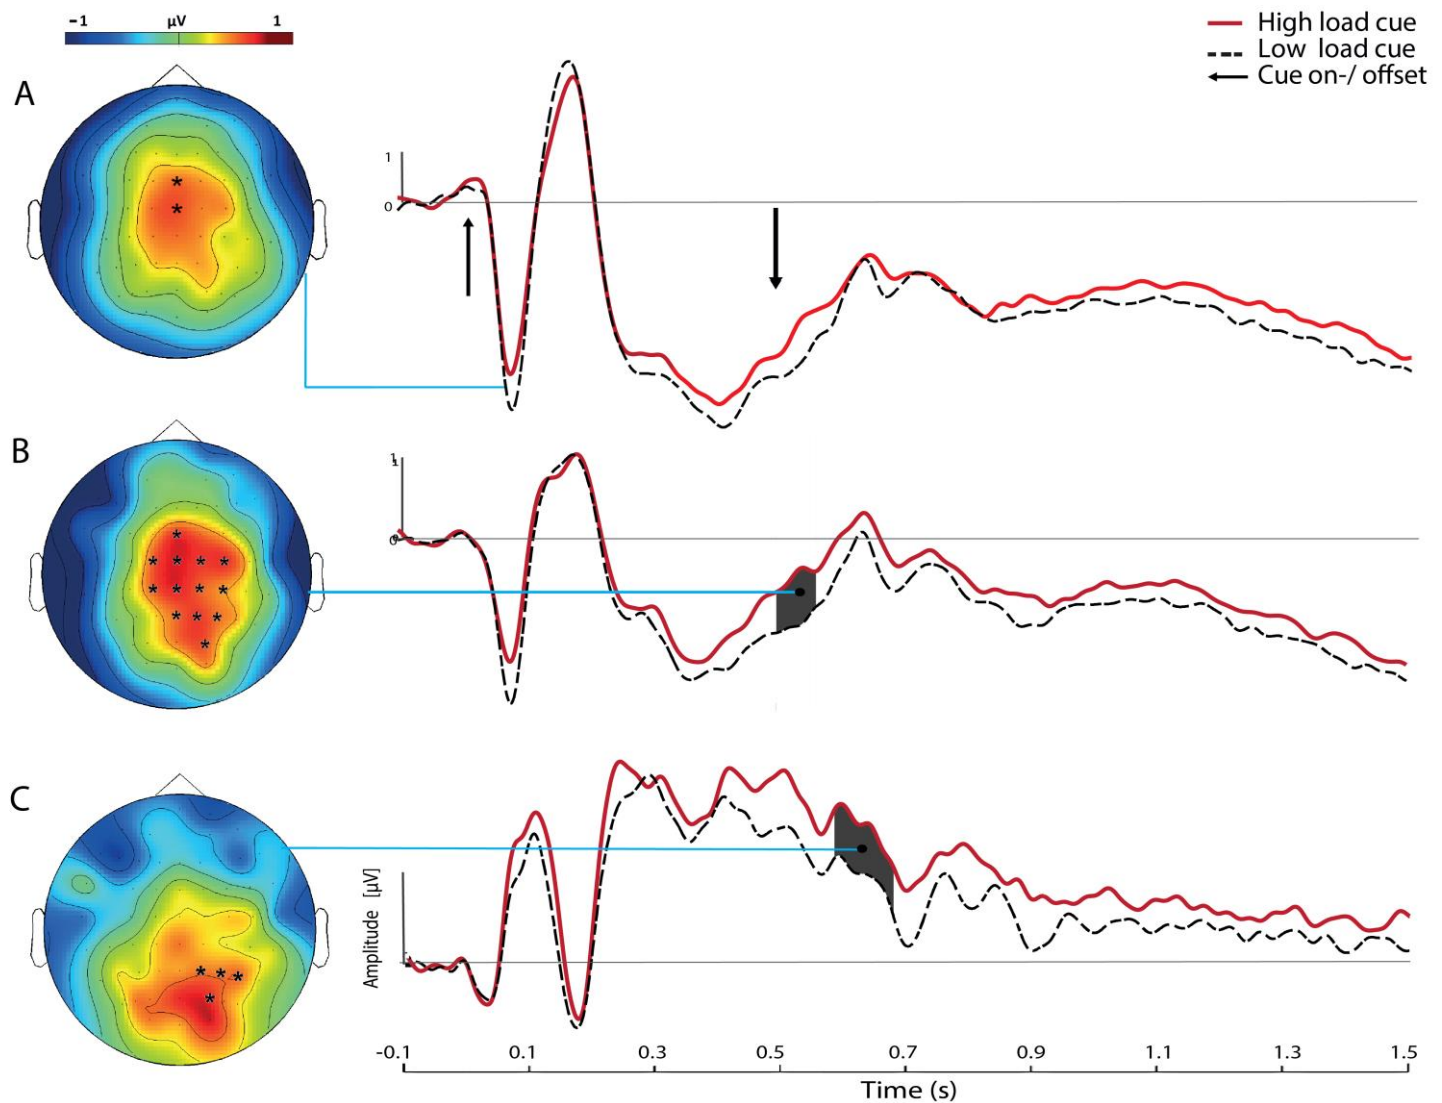 −1 µV 1
High load cue
Low load cue
Cue on-/ offset
A
1
0
B
1
0
C
Amplitude [µV]
-0.1 0.1 0.3 0.5 0.7 0.9 1.1 1.3 1.5
Time (s)